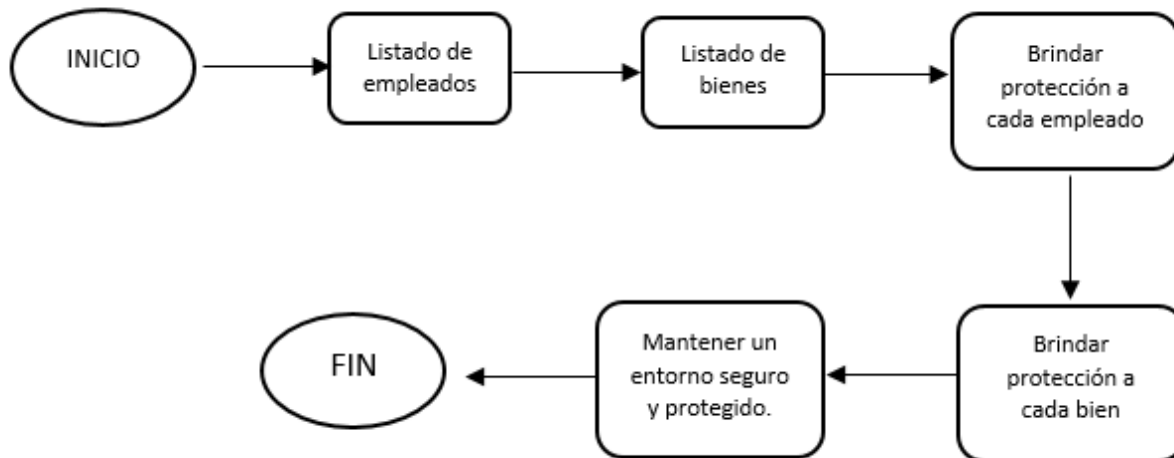 INICIO
Listado de
empleados
Listado de
bienes
Brindar
protección a
cada empleado
Brindar
protección a
cada bien
Mantener un
entorno seguro
y protegido.
FIN